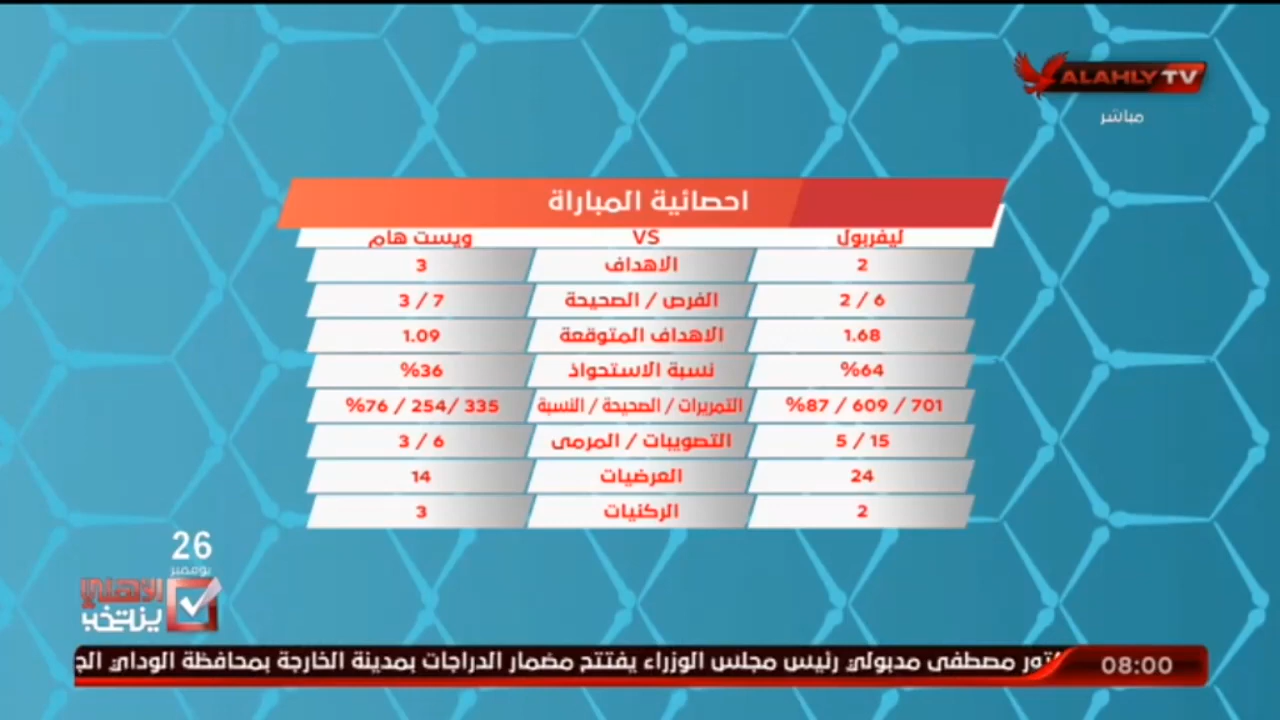 ALAHLY TV
مباشر
احصائية المباراة
ليفربول VS ويست هام
2 الاهداف 3
2 / 6 الفرص / الصحيحة 3 / 7
1.68 الاهداف المتوقعة 1.09
%64 نسبة الاستحواذ %36
%87 / 609 / 701 التمريرات / الصحيحة / النسبة %76 / 254/ 335
5 / 15 التصويبات / المرمى 3 / 6
24 العرضيات 14
2 الركنيات 3
26
نوفمبر
الاهلي
ينتخب
08:00 تور مصطفى مدبولي رئيس مجلس الوزراء يفتتح مضمار الدراجات بمدينة الخارجة بمحافظة الوداي الج